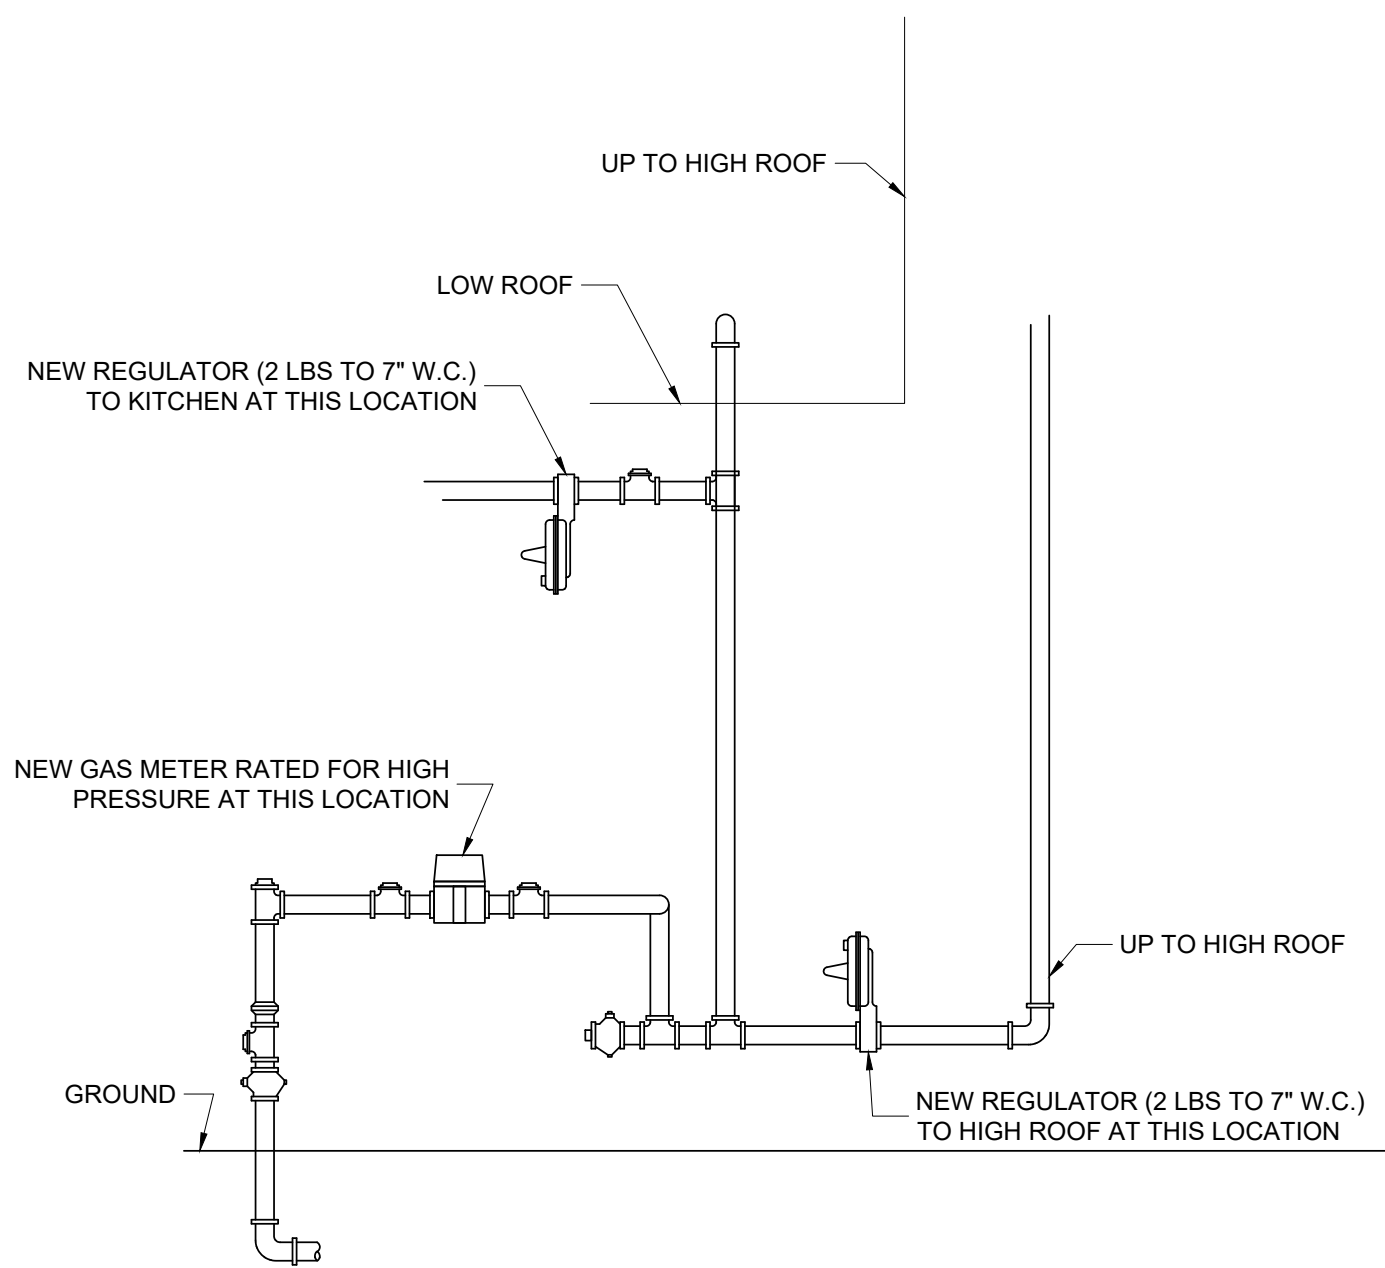 UP TO HIGH ROOF
LOW ROOF
NEW REGULATOR (2 LBS TO 7" W.C.)
TO KITCHEN AT THIS LOCATION
NEW GAS METER RATED FOR HIGH
PRESSURE AT THIS LOCATION
UP TO HIGH ROOF
GROUND
NEW REGULATOR (2 LBS TO 7" W.C.)
TO HIGH ROOF AT THIS LOCATION